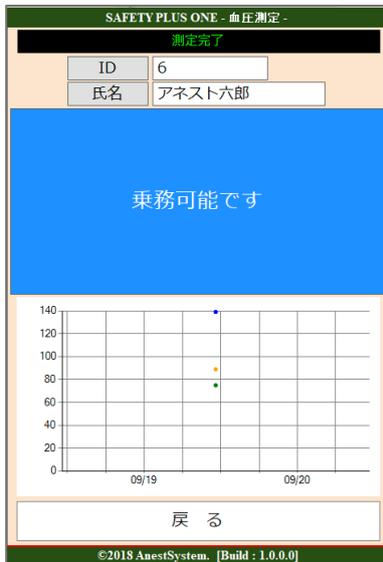 SAFETY PLUS ONE - 血圧測定 -
測定完了
ID 6
氏名 アネスト六郎
乗務可能です
140
120
100
80
60
40
20
0
09/19 09/20
戻 る
©2018 AnestSystem. [Build : 1.0.0.0]